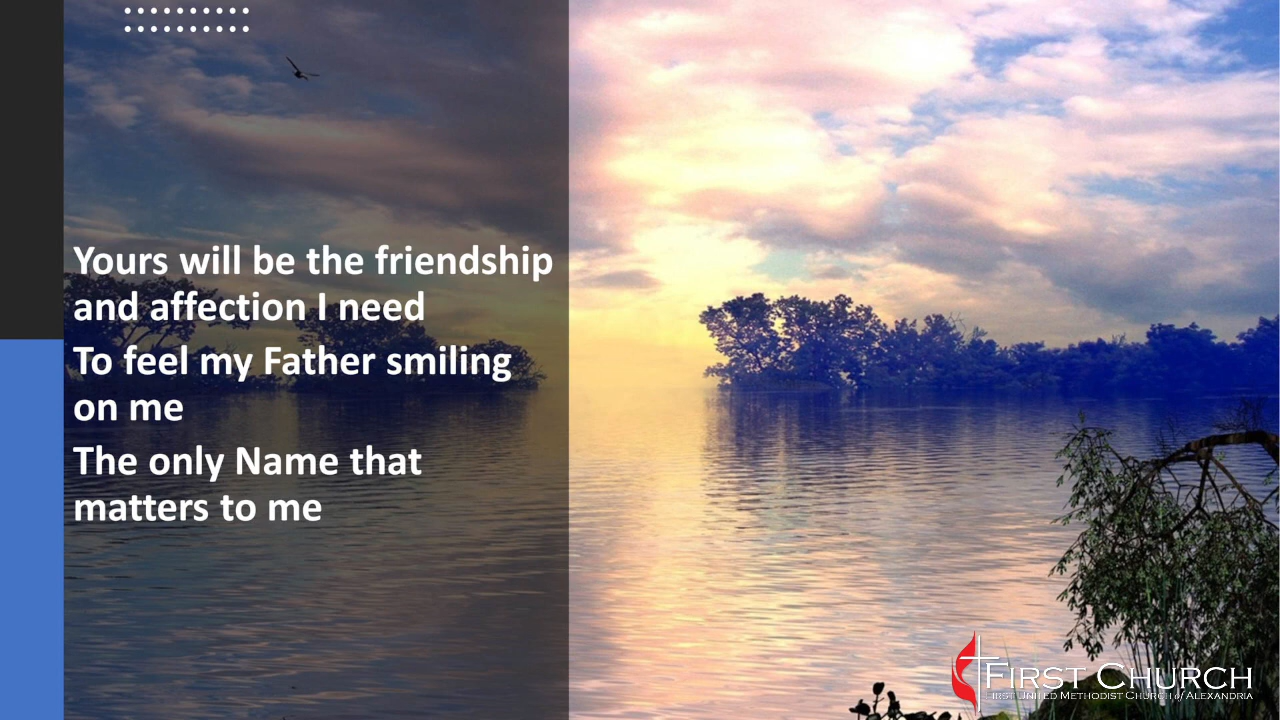 Yours will be the friendship
and affection I need
To feel my Father smiling
on me
The only Name that
matters to me
First Church
First United Methodist Church of Alexandria